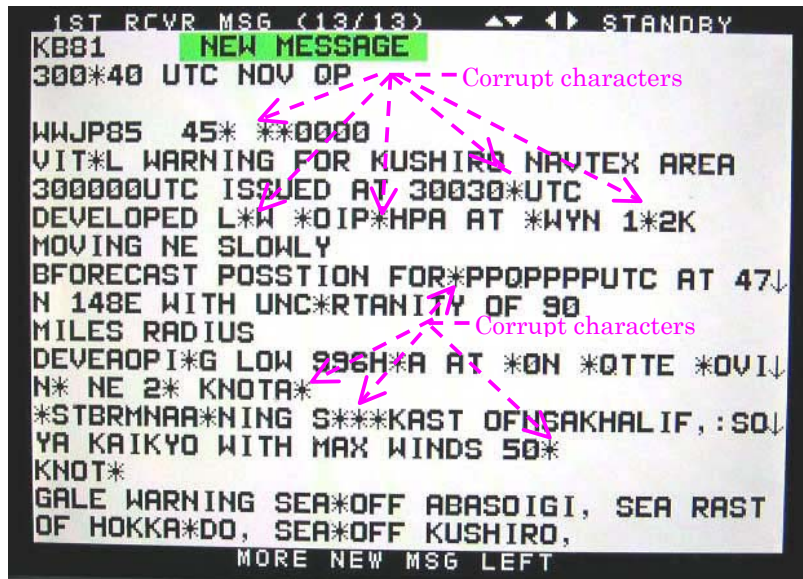 1ST RCVR MSG (13/13) ▲▼ ◀▶ STANDBY
KB81 NEW MESSAGE
300*40 UTC NOV QP
Corrupt characters
WWJP85 45* **0000
VIT*L WARNING FOR KUSHIRO NAVTEX AREA
300000UTC ISSUED AT 30030*UTC
DEVELOPED L*W *OIP*HPA AT *WYN 1*2K
MOVING NE SLOWLY
BFORECAST POSSTION FOR*PPQPPPPUTC AT 47↓
N 148E WITH UNC*RTANITY OF 90
Corrupt characters
MILES RADIUS
DEVEAOPI*G LOW 996H*A AT *0N *QTTE *OVI↓
N* NE 2* KNOTA*
*STBRMNAA*NING S***KAST OFNSAKHALIF,:SO↓
YA KAIKYO WITH MAX WINDS 50*
KNOT*
GALE WARNING SEA*OFF ABASOIGI, SEA RAST
OF HOKKA*DO, SEA*OFF KUSHIRO,
MORE NEW MSG LEFT